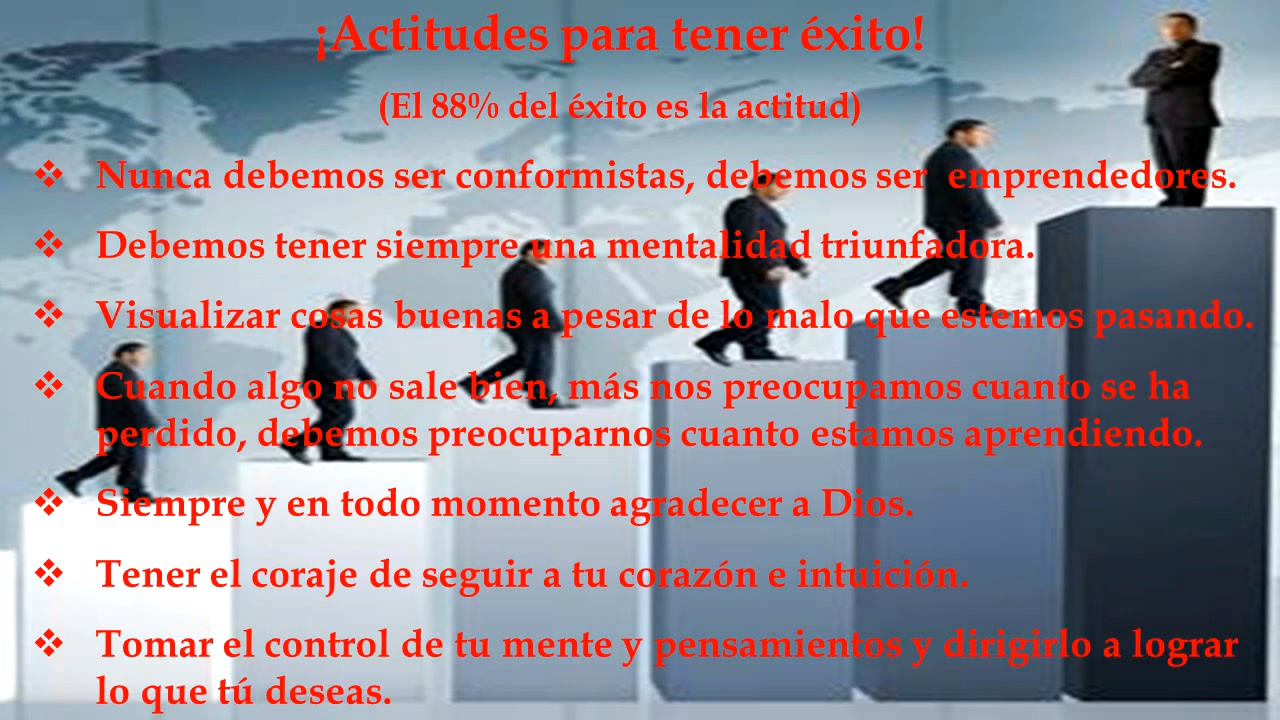 ¡Actitudes para tener éxito!
(El 88% del éxito es la actitud)
❖ Nunca debemos ser conformistas, debemos ser emprendedores.
❖ Debemos tener siempre una mentalidad triunfadora.
❖ Visualizar cosas buenas a pesar de lo malo que estemos pasando.
❖ Cuando algo no sale bien, más nos preocupamos cuanto se ha
perdido, debemos preocuparnos cuanto estamos aprendiendo.
❖ Siempre y en todo momento agradecer a Dios.
❖ Tener el coraje de seguir a tu corazón e intuición.
❖ Tomar el control de tu mente y pensamientos y dirigirlo a lograr
lo que tú deseas.